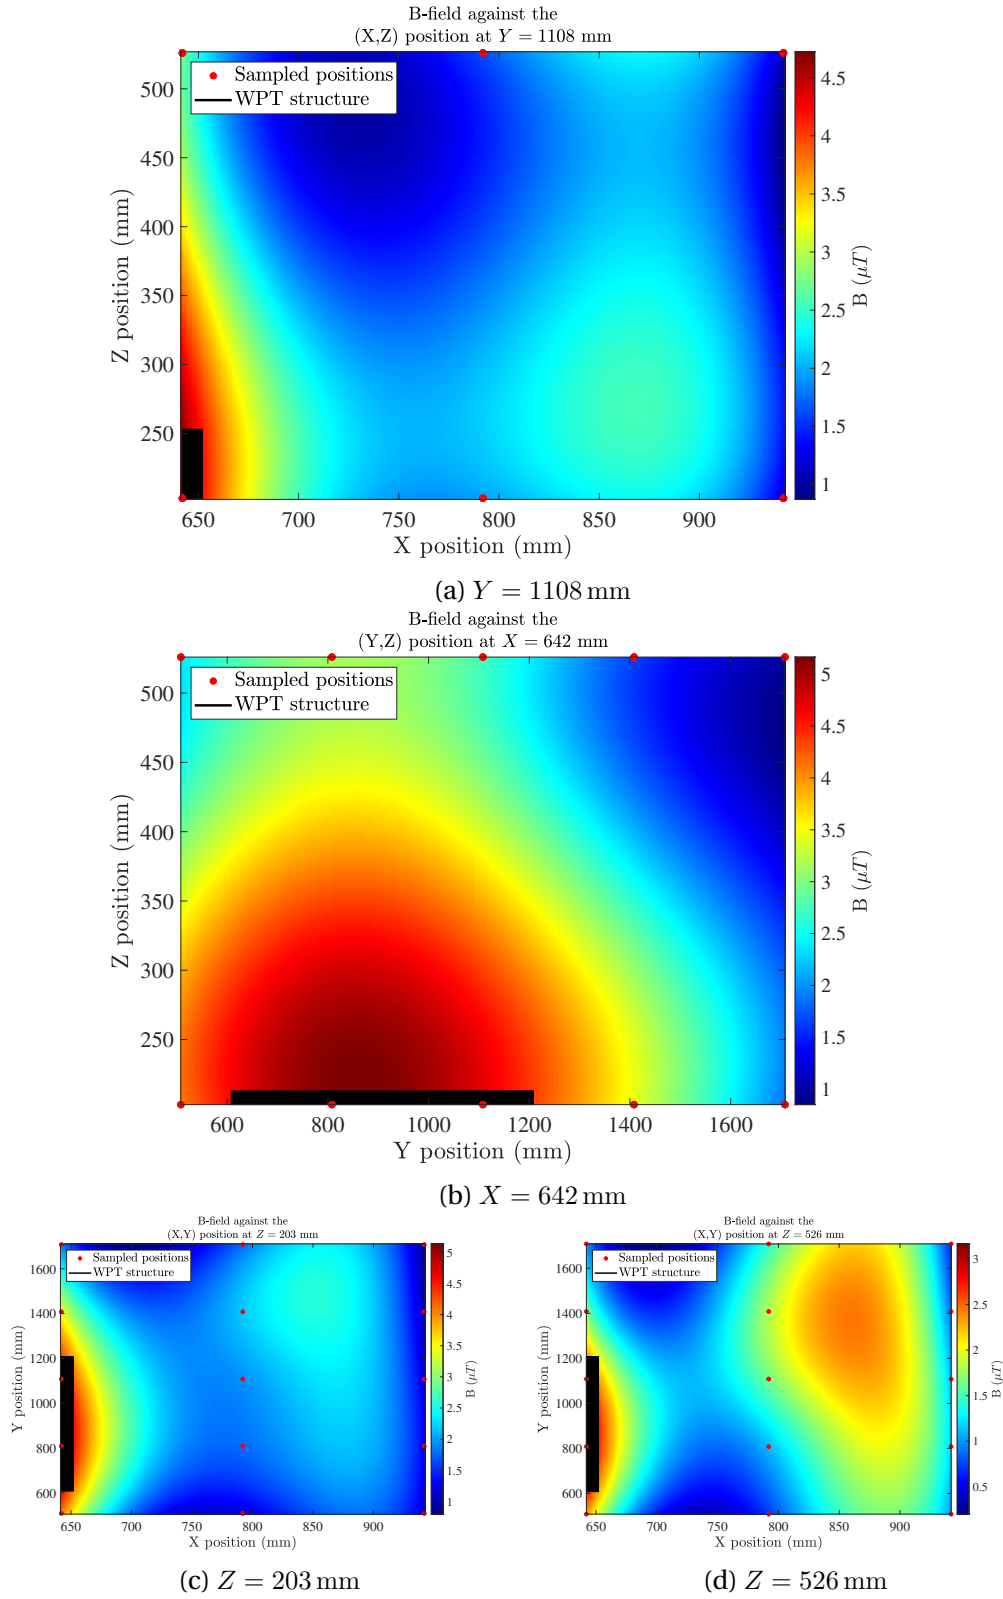 B-field against the
(X,Z) position at Y = 1108 mm
Sampled positions
WPT structure
500
450
400
350
300
250
Z position (mm)
650
700
750
800
850
900
X position (mm)
4.5
4
3.5
3
2.5
2
1.5
1
B (μT)
(a) Y = 1108 mm
B-field against the
(Y,Z) position at X = 642 mm
Sampled positions
WPT structure
500
450
400
350
300
250
Z position (mm)
600
800
1000
1200
1400
1600
Y position (mm)
5
4.5
4
3.5
3
2.5
2
1.5
1
B (μT)
(b) X = 642 mm
B-field against the
(X,Y) position at Z = 203 mm
Sampled positions
WPT structure
1600
1400
1200
1000
800
600
Y position (mm)
650
700
750
800
850
900
X position (mm)
5
4.5
4
3.5
3
2.5
2
1.5
1
B (μT)
(c) Z = 203 mm
B-field against the
(X,Y) position at Z = 526 mm
Sampled positions
WPT structure
1600
1400
1200
1000
800
600
Y position (mm)
650
700
750
800
850
900
X position (mm)
3
2.5
2
1.5
1
0.5
B (μT)
(d) Z = 526 mm